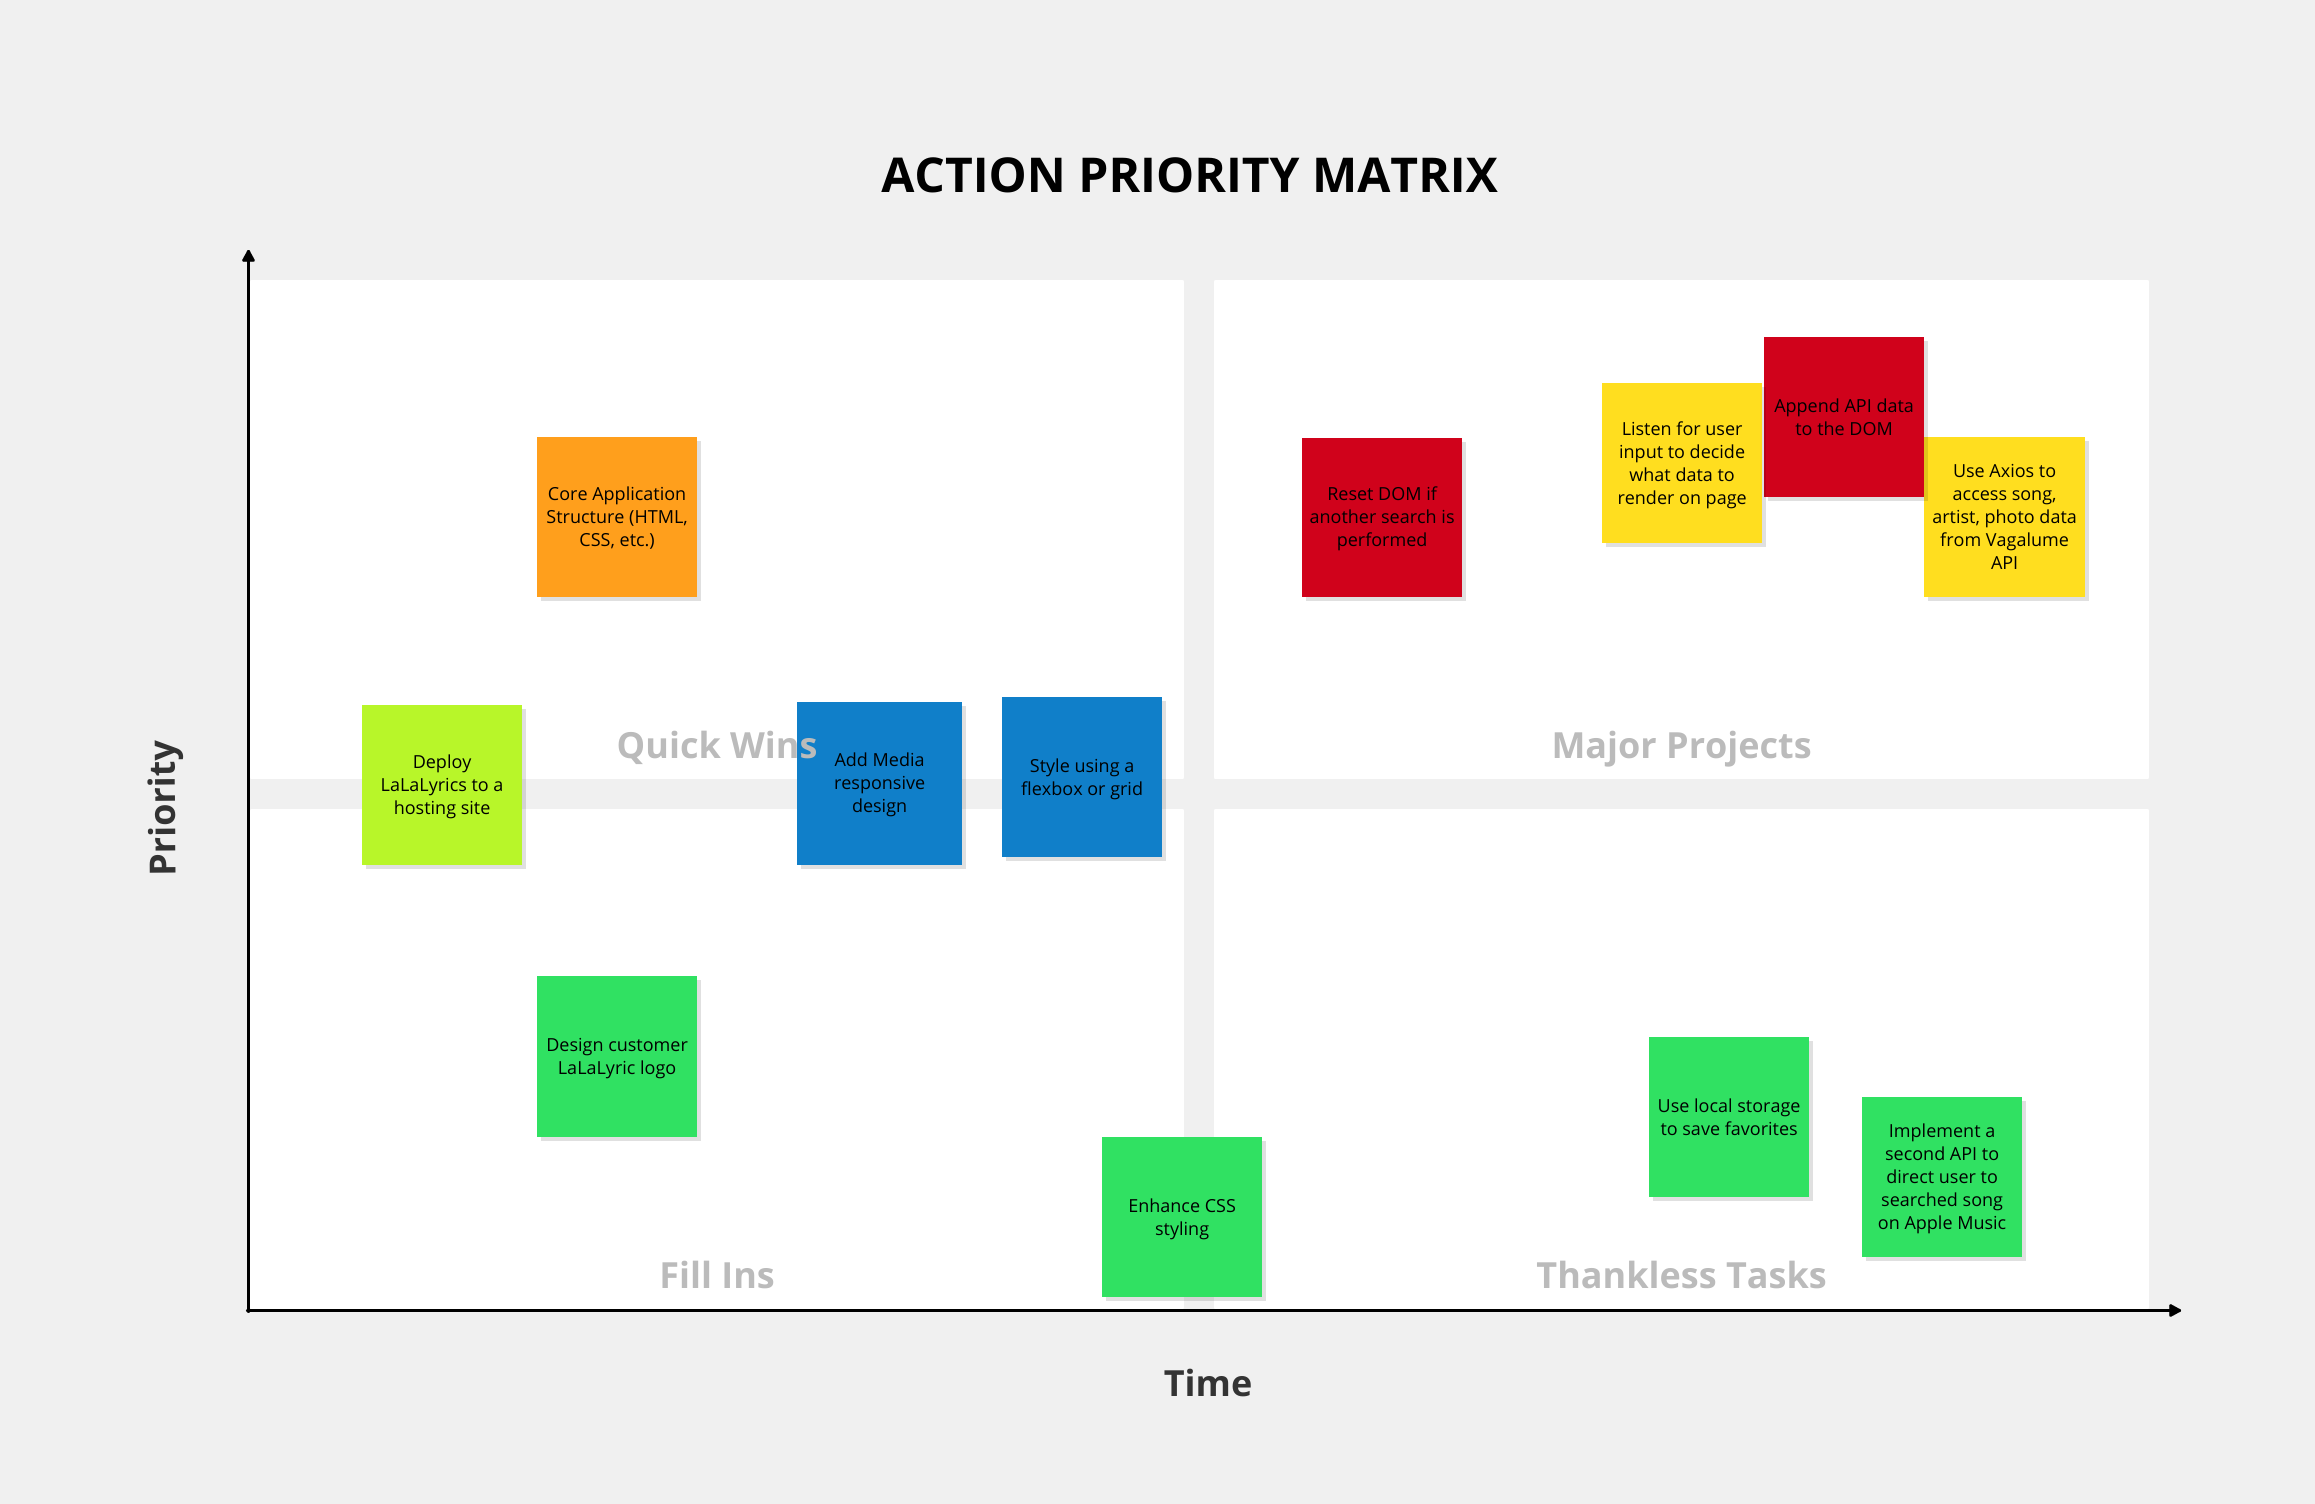 ACTION PRIORITY MATRIX
Priority
Core Application
Structure (HTML,
CSS, etc.)
Deploy
LaLaLyrics to a
hosting site
Quick Wins
Add Media
responsive
design
Style using a
flexbox or grid
Reset DOM if
another search is
performed
Listen for user
input to decide
what data to
render on page
Append API data
to the DOM
Use Axios to
access song,
artist, photo data
from Vagalume
API
Major Projects
Design customer
LaLaLyric logo
Enhance CSS
styling
Fill Ins
Use local storage
to save favorites
Implement a
second API to
direct user to
searched song
on Apple Music
Thankless Tasks
Time